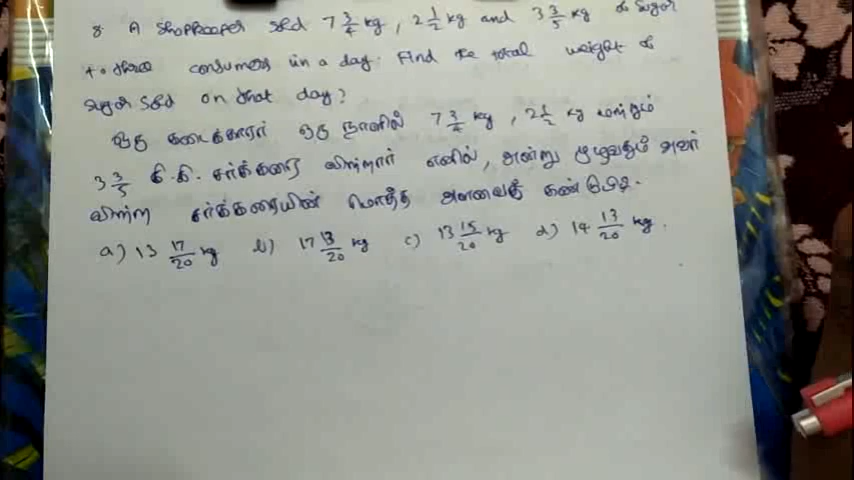 8. A shopkeeper sold 7 3/4 kg, 2 1/2 kg and 3 3/5 kg of sugar
to three consumers in a day. Find the total weight of
sugar sold on that day?
ஒரு கடைக்காரர் ஒரு நாளில் 7 3/4 kg, 2 1/2 kg மற்றும்
3 3/5 கி.கி. சர்க்கரை விற்றார் எனில், அன்று முழுவதும் அவர்
விற்ற சர்க்கரையின் மொத்த அளவைக் கண்டுபிடி.
a) 13 17/20 kg b) 17 13/20 kg c) 13 15/20 kg d) 14 13/20 kg.